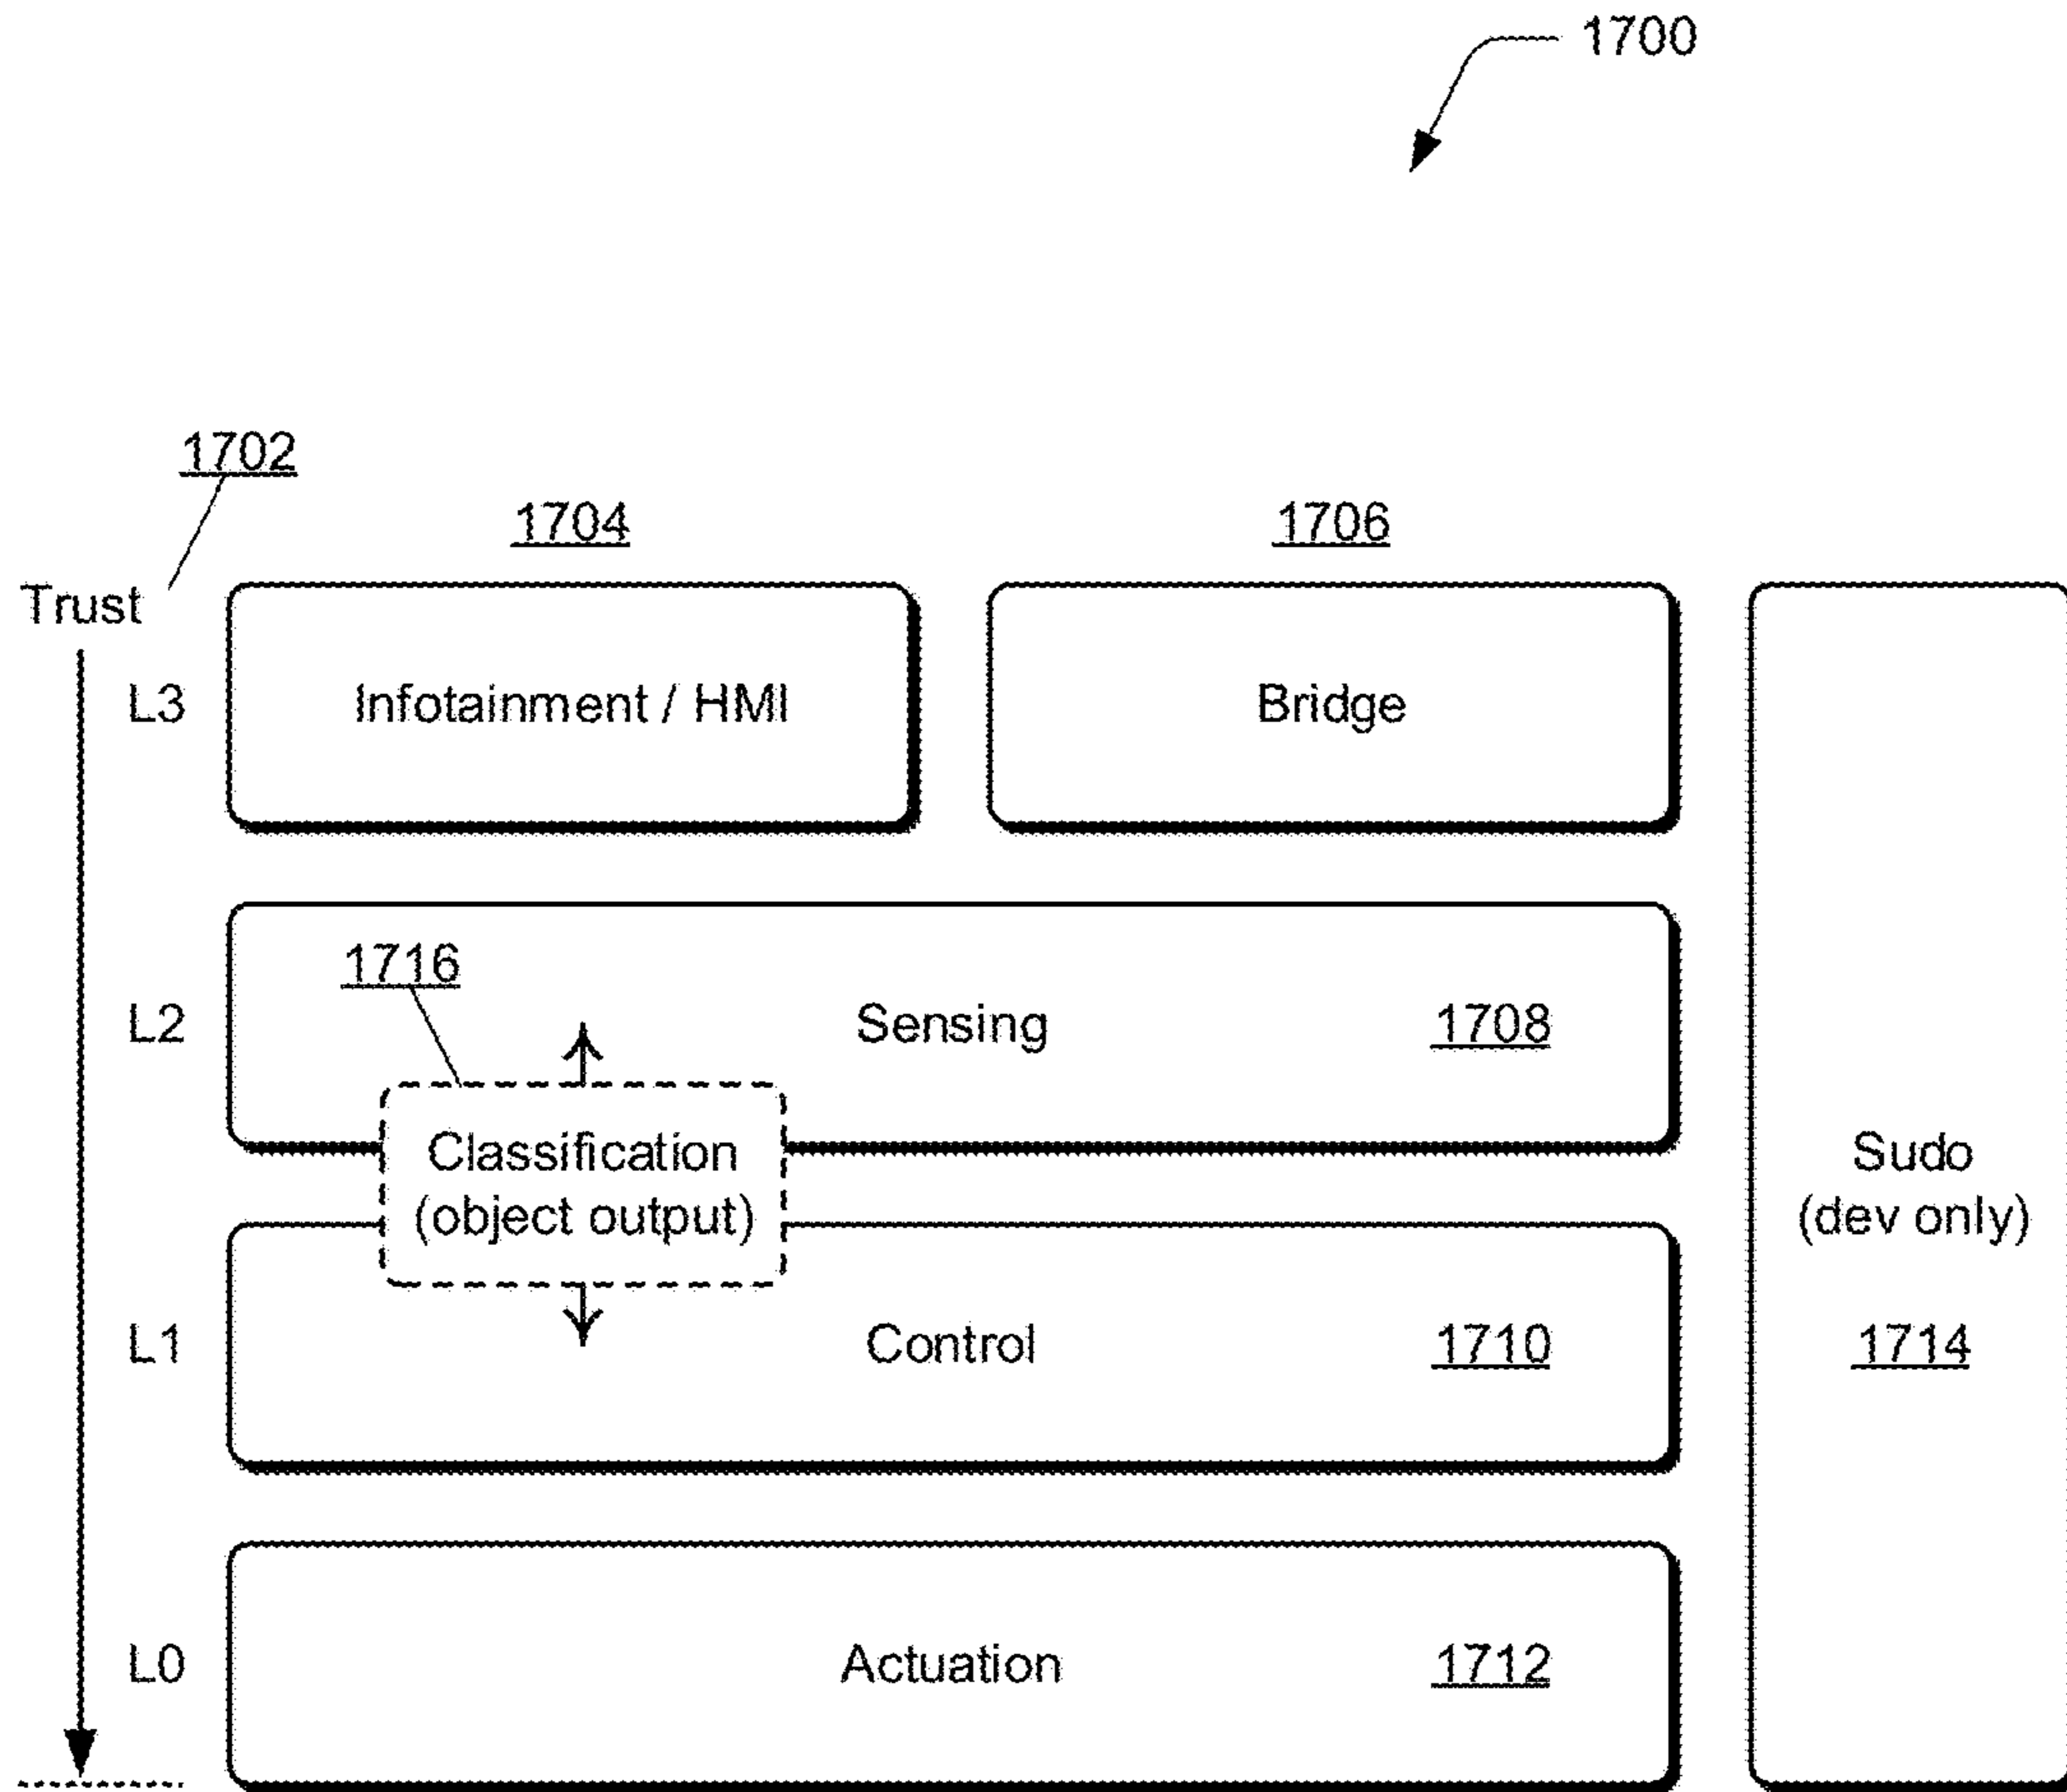 1700
1702
1704
1706
Trust
L3
Infotainment / HMI
Bridge
1716
L2
Sensing
1708
Classification
(object output)
Sudo
(dev only)
L1
Control
1710
1714
L0
Actuation
1712